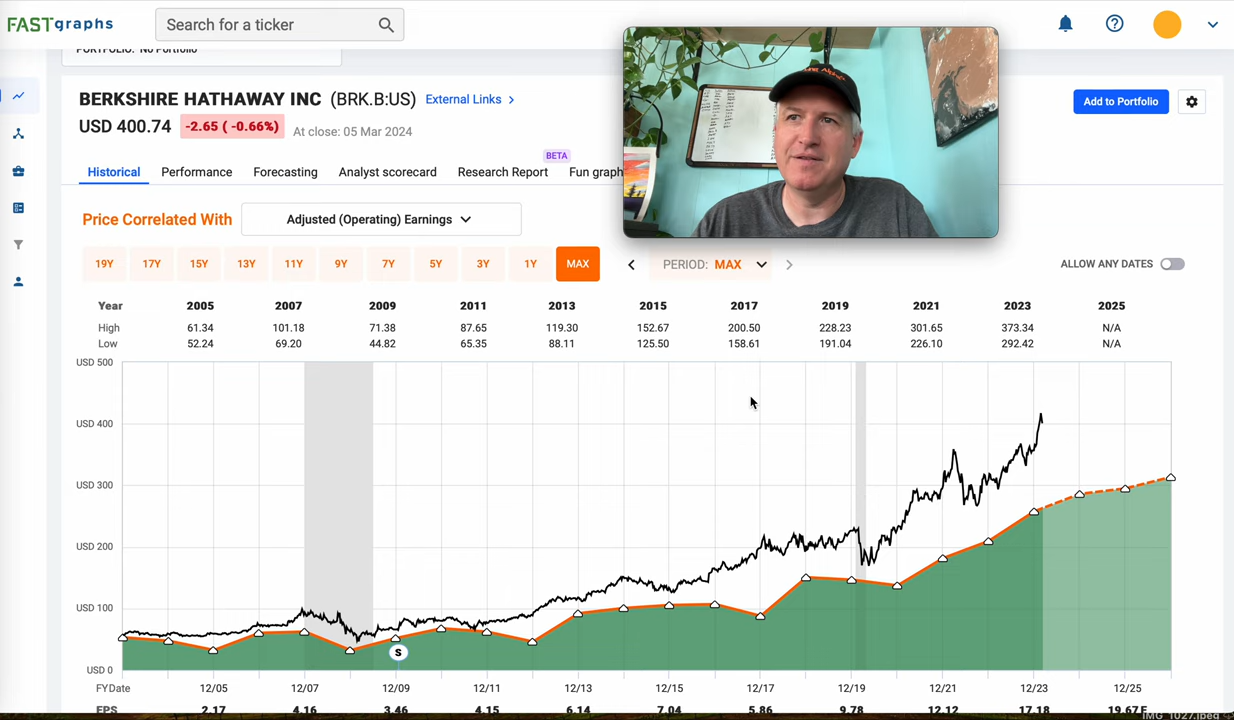 FAST graphs
Search for a ticker
PORTFOLIO: No Portfolio
BERKSHIRE HATHAWAY INC (BRK.B:US) External Links
USD 400.74 -2.65 ( -0.66%) At close: 05 Mar 2024
Add to Portfolio
BETA
Historical Performance Forecasting Analyst scorecard Research Report Fun graph
Price Correlated With Adjusted (Operating) Earnings
19Y 17Y 15Y 13Y 11Y 9Y 7Y 5Y 3Y 1Y MAX PERIOD: MAX ALLOW ANY DATES
Year 2005 2007 2009 2011 2013 2015 2017 2019 2021 2023 2025
High 61.34 101.18 71.38 87.65 119.30 152.67 200.50 228.23 301.65 373.34 N/A
Low 52.24 69.20 44.82 65.35 88.11 125.50 158.61 191.04 226.10 292.42 N/A
USD 500
USD 400
USD 300
USD 200
USD 100
S
USD 0
FYDate 12/05 12/07 12/09 12/11 12/13 12/15 12/17 12/19 12/21 12/23 12/25
EPS 2.17 4.16 3.46 4.15 6.14 7.04 5.86 9.78 12.12 17.18 19.67E
IMG_1027.jpeg